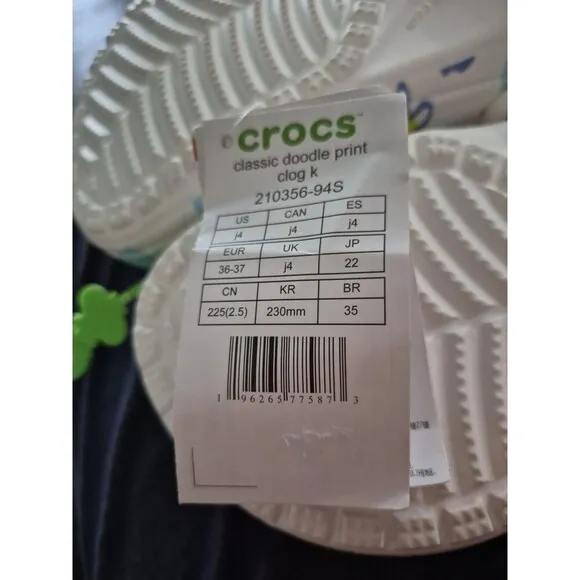 crocs™
classic doodle print
clog k
210356-94S
US CAN ES
j4 j4 j4
EUR UK JP
36-37 j4 22
CN KR BR
225(2.5) 230mm 35
1 96265 77587 3